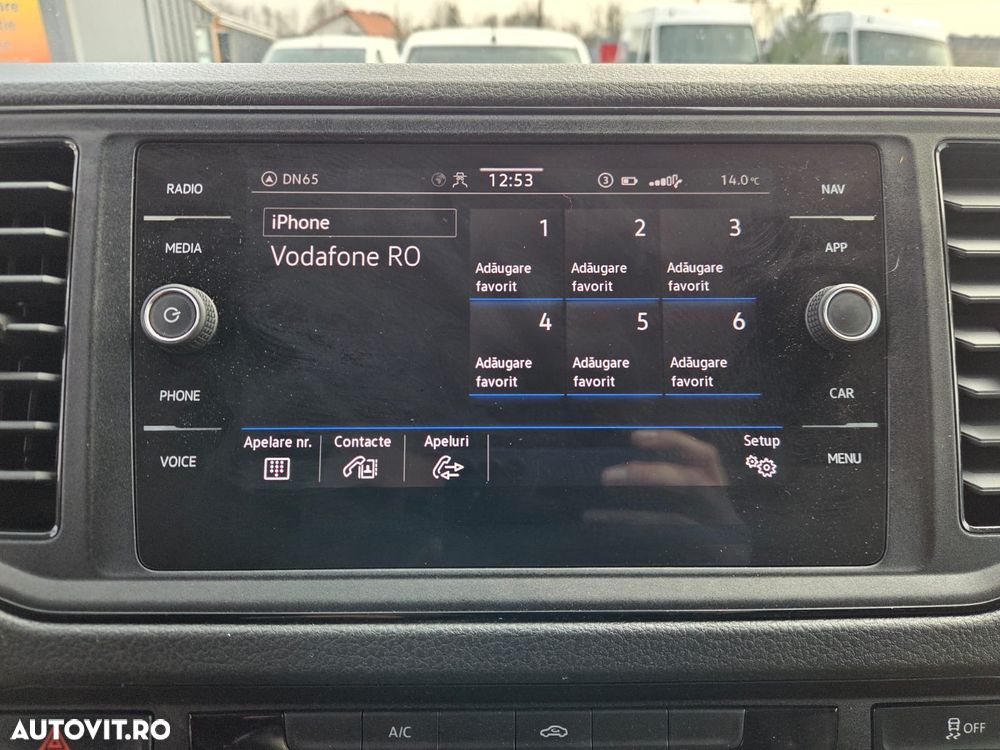 RADIO
MEDIA
PHONE
VOICE
DN65
12:53
3
14.0°C
iPhone
Vodafone RO
1
Adăugare
favorit
2
Adăugare
favorit
3
Adăugare
favorit
4
Adăugare
favorit
5
Adăugare
favorit
6
Adăugare
favorit
Apelare nr.
Contacte
Apeluri
Setup
NAV
APP
CAR
MENU
A/C
OFF
AUTOVIT.RO